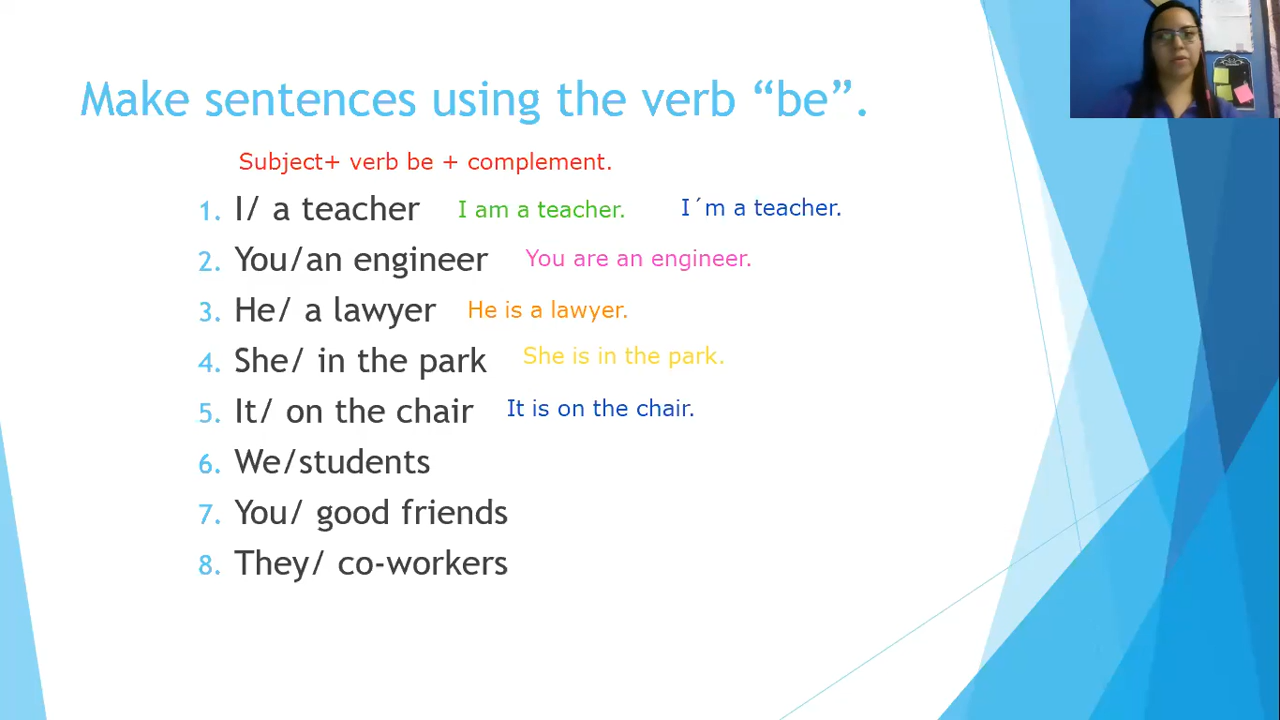 Make sentences using the verb “be”.
Subject+ verb be + complement.
1. I/ a teacher I am a teacher. I´m a teacher.
2. You/an engineer You are an engineer.
3. He/ a lawyer He is a lawyer.
4. She/ in the park She is in the park.
5. It/ on the chair It is on the chair.
6. We/students
7. You/ good friends
8. They/ co-workers